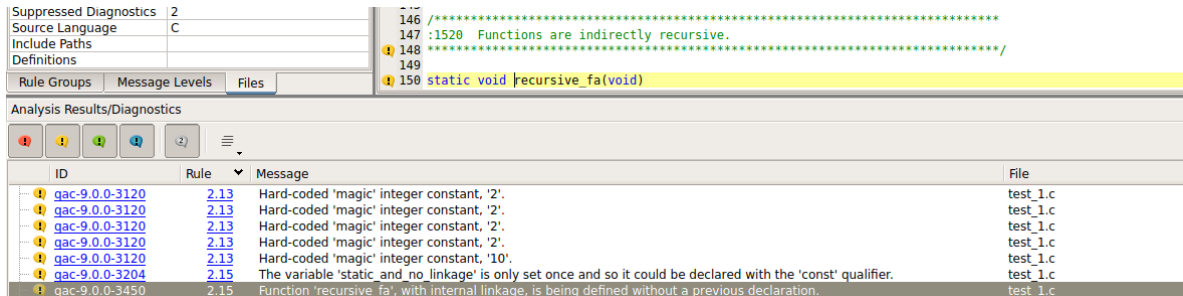 Suppressed Diagnostics 2
Source Language C
Include Paths
Definitions
Rule Groups Message Levels Files
146 /******************************************************************************
147 :1520 Functions are indirectly recursive.
148 ******************************************************************************/
149
150 static void recursive_fa(void)
Analysis Results/Diagnostics
ID Rule Message File
qac-9.0.0-3120 2.13 Hard-coded 'magic' integer constant, '2'. test_1.c
qac-9.0.0-3120 2.13 Hard-coded 'magic' integer constant, '2'. test_1.c
qac-9.0.0-3120 2.13 Hard-coded 'magic' integer constant, '2'. test_1.c
qac-9.0.0-3120 2.13 Hard-coded 'magic' integer constant, '2'. test_1.c
qac-9.0.0-3120 2.13 Hard-coded 'magic' integer constant, '10'. test_1.c
qac-9.0.0-3204 2.15 The variable 'static_and_no_linkage' is only set once and so it could be declared with the 'const' qualifier. test_1.c
qac-9.0.0-3450 2.15 Function 'recursive_fa', with internal linkage, is being defined without a previous declaration. test_1.c